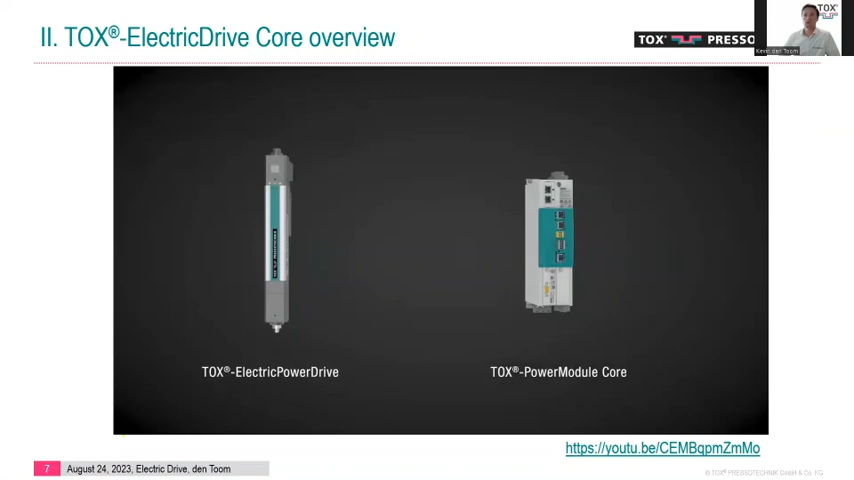 II. TOX®-ElectricDrive Core overview
TOX® PRESSO
TOX®
Kevin den Toom
TOX®-ElectricPowerDrive
TOX®-PowerModule Core
https://youtu.be/CEMBqpmZmMo
7
August 24, 2023, Electric Drive, den Toom
© TOX® PRESSOTECHNIK GmbH & Co. KG